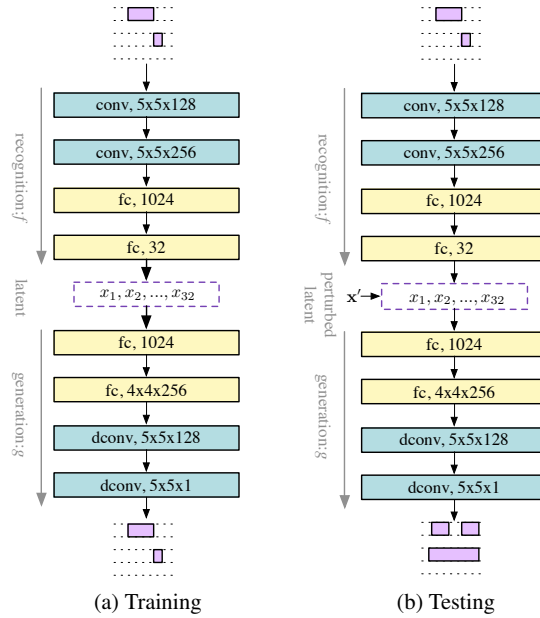 conv, 5x5x128
conv, 5x5x256
fc, 1024
fc, 32
x₁, x₂, ..., x₃₂
fc, 1024
fc, 4x4x256
dconv, 5x5x128
dconv, 5x5x1
recognition:f
latent
generation:g
(a) Training
conv, 5x5x128
conv, 5x5x256
fc, 1024
fc, 32
x′
x₁, x₂, ..., x₃₂
fc, 1024
fc, 4x4x256
dconv, 5x5x128
dconv, 5x5x1
recognition:f
perturbed
latent
generation:g
(b) Testing